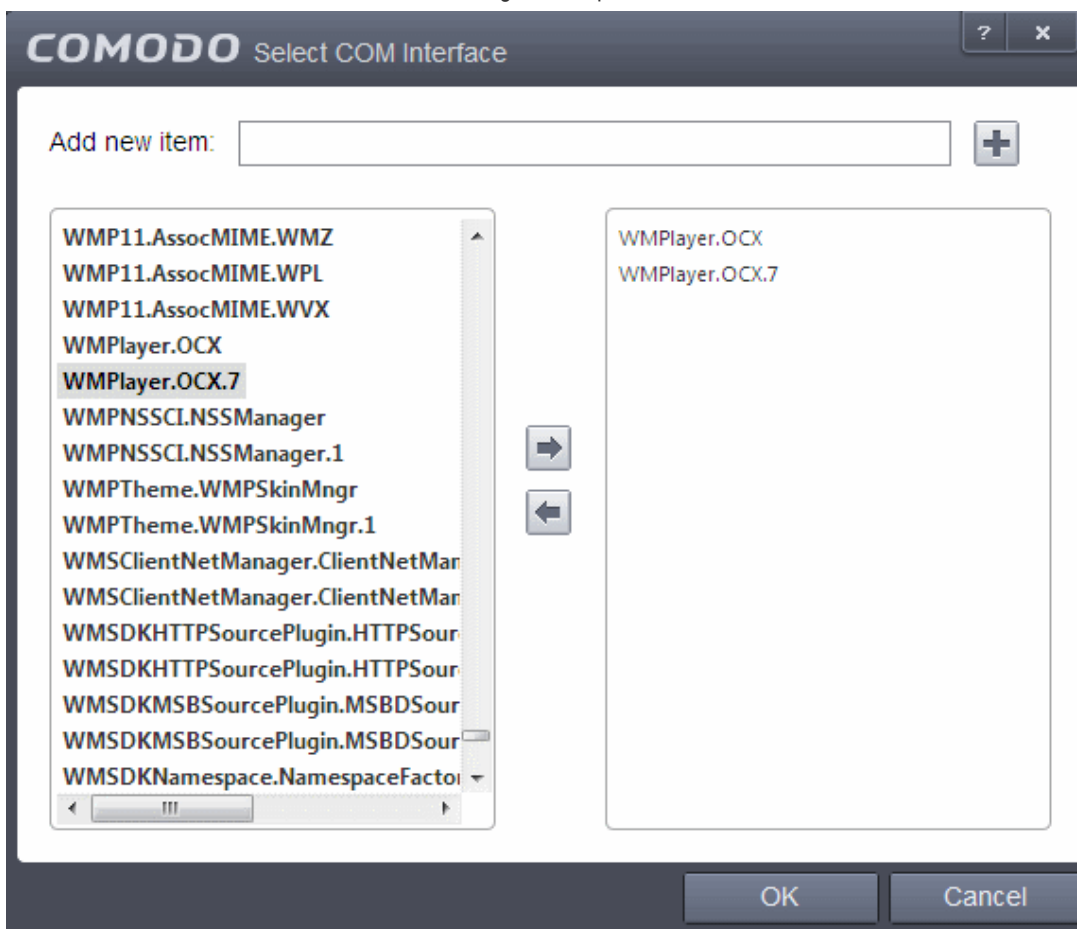 COMODO Select COM Interface
? ×
Add new item:
WMP11.AssocMIME.WMZ
WMP11.AssocMIME.WPL
WMP11.AssocMIME.WVX
WMPlayer.OCX
WMPlayer.OCX.7
WMPNSSCI.NSSManager
WMPNSSCI.NSSManager.1
WMPTheme.WMPSkinMngr
WMPTheme.WMPSkinMngr.1
WMSClientNetManager.ClientNetMan
WMSClientNetManager.ClientNetMan
WMSDKHTTPSourcePlugin.HTTPSour
WMSDKHTTPSourcePlugin.HTTPSour
WMSDKMSBSourcePlugin.MSBDSour
WMSDKMSBSourcePlugin.MSBDSour
WMSDKNamespace.NamespaceFacto
WMPlayer.OCX
WMPlayer.OCX.7
OK Cancel